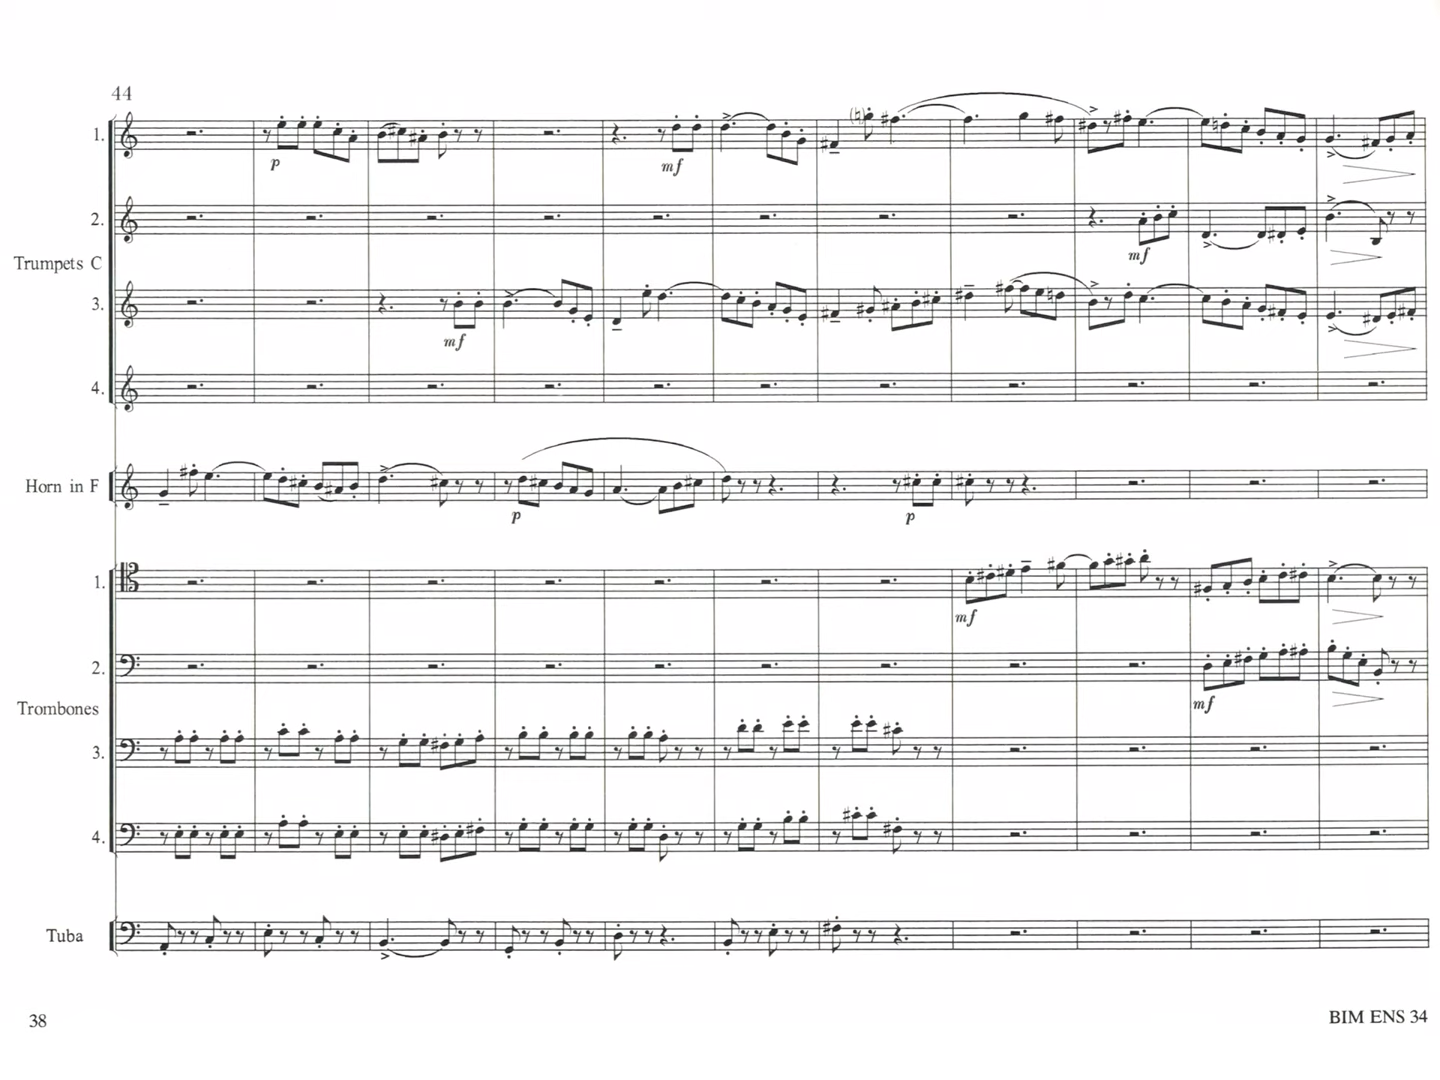 44
1.
p
mf
2.
mf
Trumpets C
3.
mf
4.
Horn in F
p
p
1.
mf
2.
mf
Trombones
3.
4.
Tuba
38
BIM ENS 34